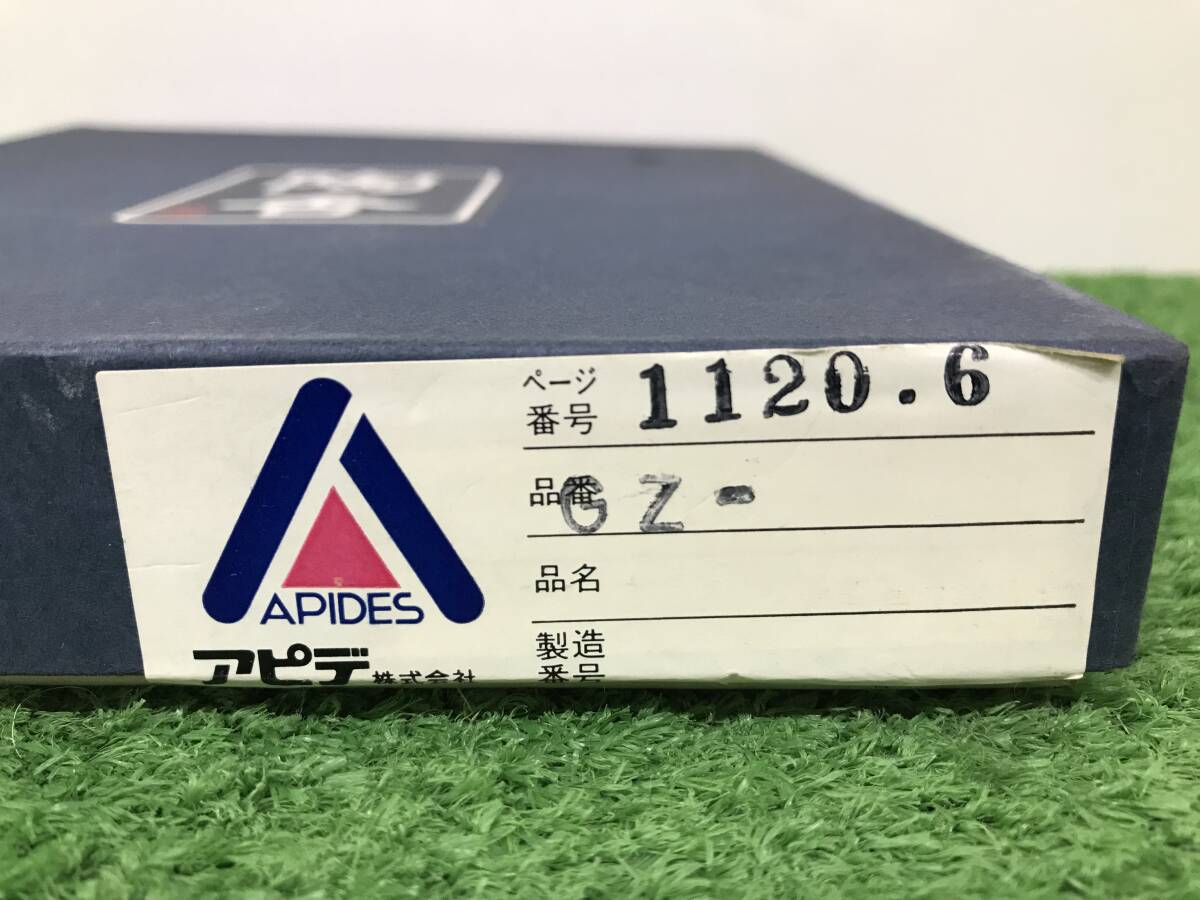 APIDES
アピデ株式会社
ページ番号 1120.6
品番 GZ-
品名
製造番号